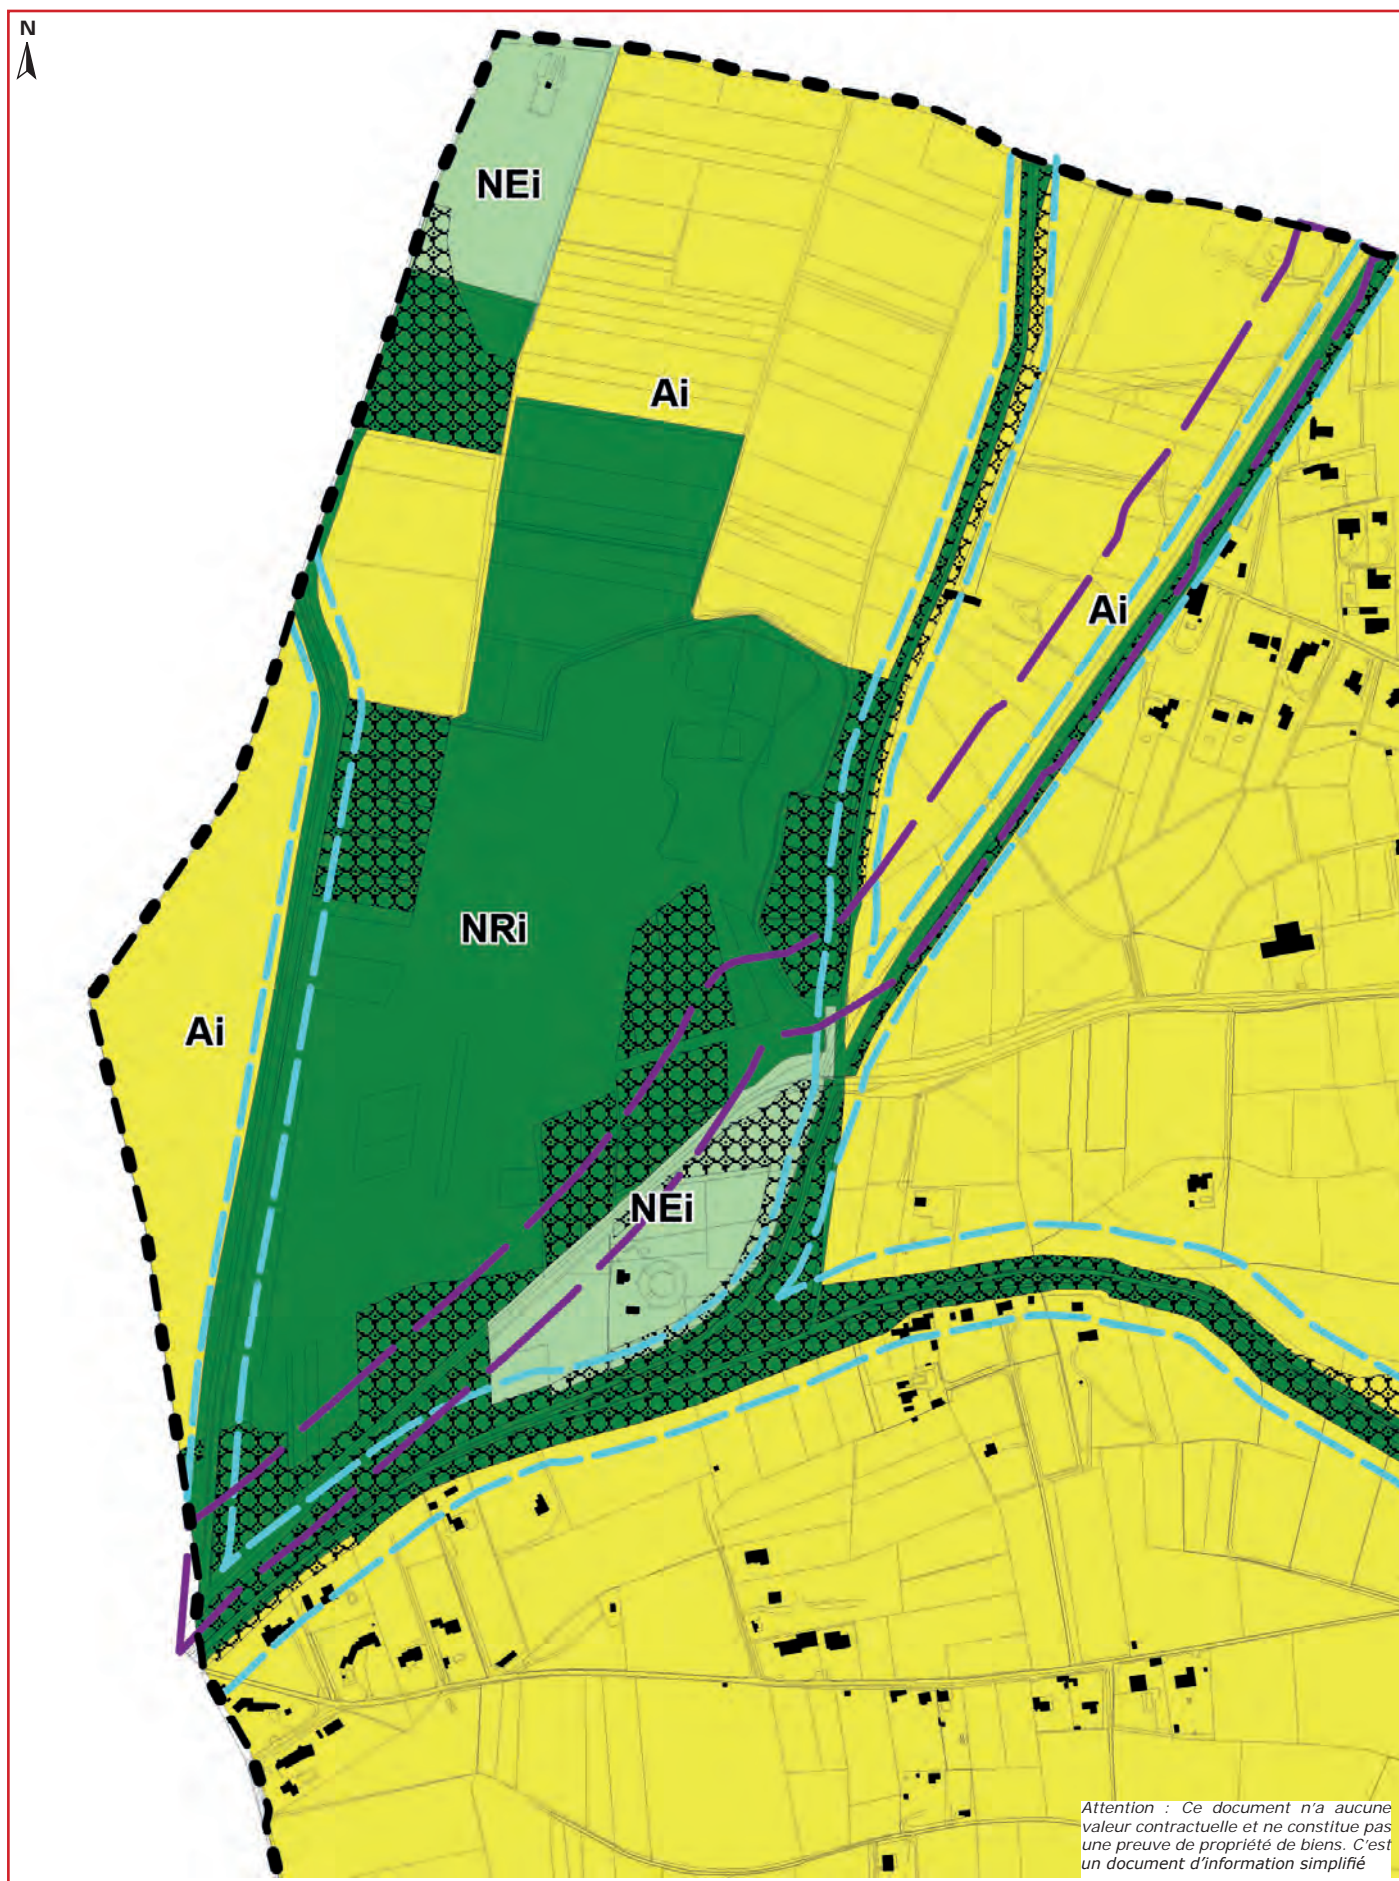 N
NEi
Ai
Ai
NRi
Ai
NEi
Attention : Ce document n'a aucune
valeur contractuelle et ne constitue pas
une preuve de propriété de biens. C'est
un document d'information simplifié